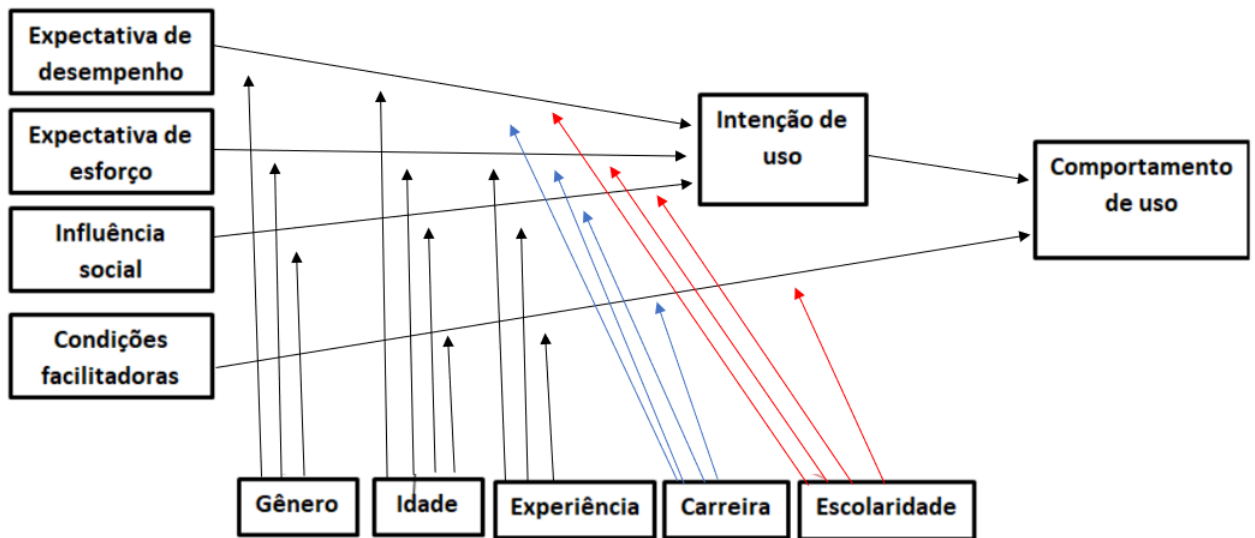 Expectativa de
desempenho
Expectativa de
esforço
Influência
social
Condições
facilitadoras
Intenção de
uso
Comportamento
de uso
Gênero
Idade
Experiência
Carreira
Escolaridade